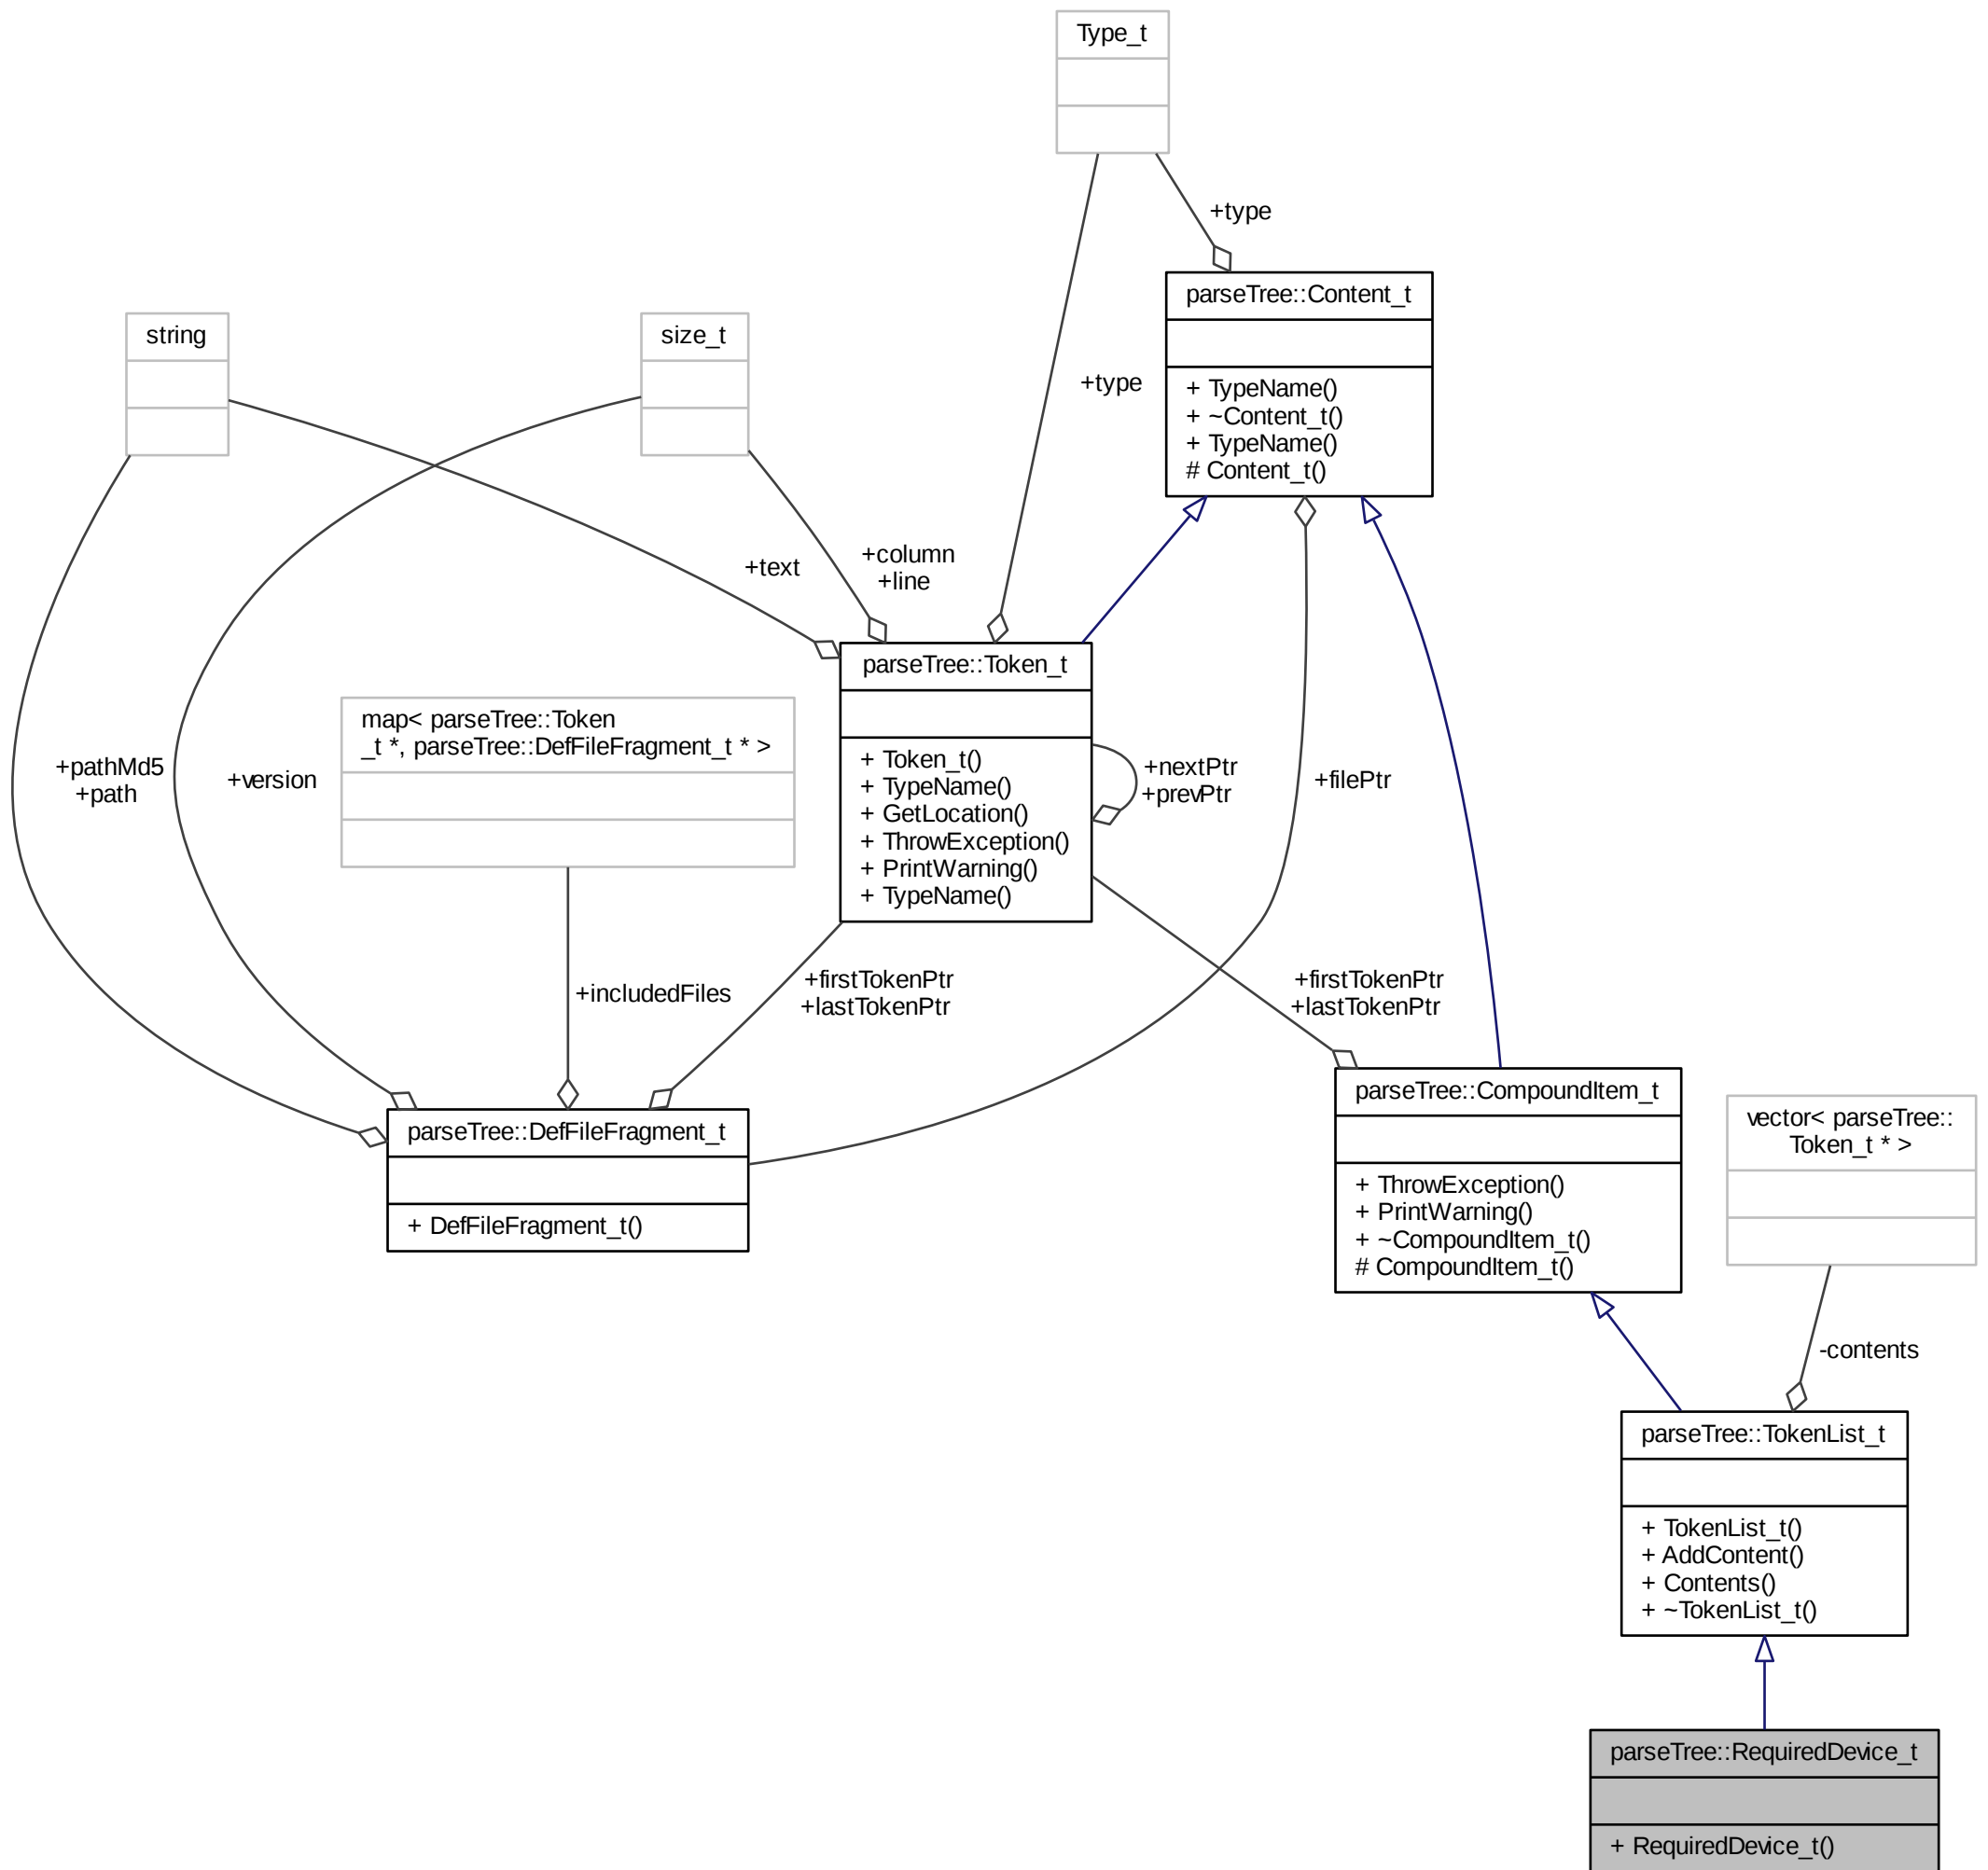 Type_t
+type
parseTree::Content_t
+ TypeName()
+ ~Content_t()
+ TypeName()
# Content_t()
string
size_t
+type
+text
+column
+line
parseTree::Token_t
+ Token_t()
+ TypeName()
+ GetLocation()
+ ThrowException()
+ PrintWarning()
+ TypeName()
map< parseTree::Token
_t *, parseTree::DefFileFragment_t * >
+pathMd5
+path
+version
+nextPtr
+prevPtr
+filePtr
+includedFiles
+firstTokenPtr
+lastTokenPtr
+firstTokenPtr
+lastTokenPtr
parseTree::DefFileFragment_t
+ DefFileFragment_t()
parseTree::CompoundItem_t
+ ThrowException()
+ PrintWarning()
+ ~CompoundItem_t()
# CompoundItem_t()
vector< parseTree::
Token_t * >
-contents
parseTree::TokenList_t
+ TokenList_t()
+ AddContent()
+ Contents()
+ ~TokenList_t()
parseTree::RequiredDevice_t
+ RequiredDevice_t()